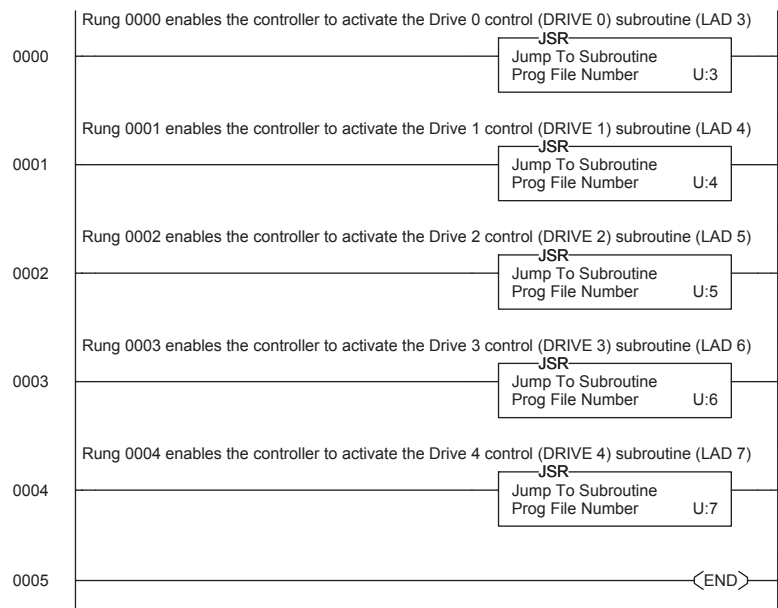 Rung 0000 enables the controller to activate the Drive 0 control (DRIVE 0) subroutine (LAD 3)
JSR
0000
Jump To Subroutine
Prog File Number U:3
Rung 0001 enables the controller to activate the Drive 1 control (DRIVE 1) subroutine (LAD 4)
JSR
0001
Jump To Subroutine
Prog File Number U:4
Rung 0002 enables the controller to activate the Drive 2 control (DRIVE 2) subroutine (LAD 5)
JSR
0002
Jump To Subroutine
Prog File Number U:5
Rung 0003 enables the controller to activate the Drive 3 control (DRIVE 3) subroutine (LAD 6)
JSR
0003
Jump To Subroutine
Prog File Number U:6
Rung 0004 enables the controller to activate the Drive 4 control (DRIVE 4) subroutine (LAD 7)
JSR
0004
Jump To Subroutine
Prog File Number U:7
0005
END